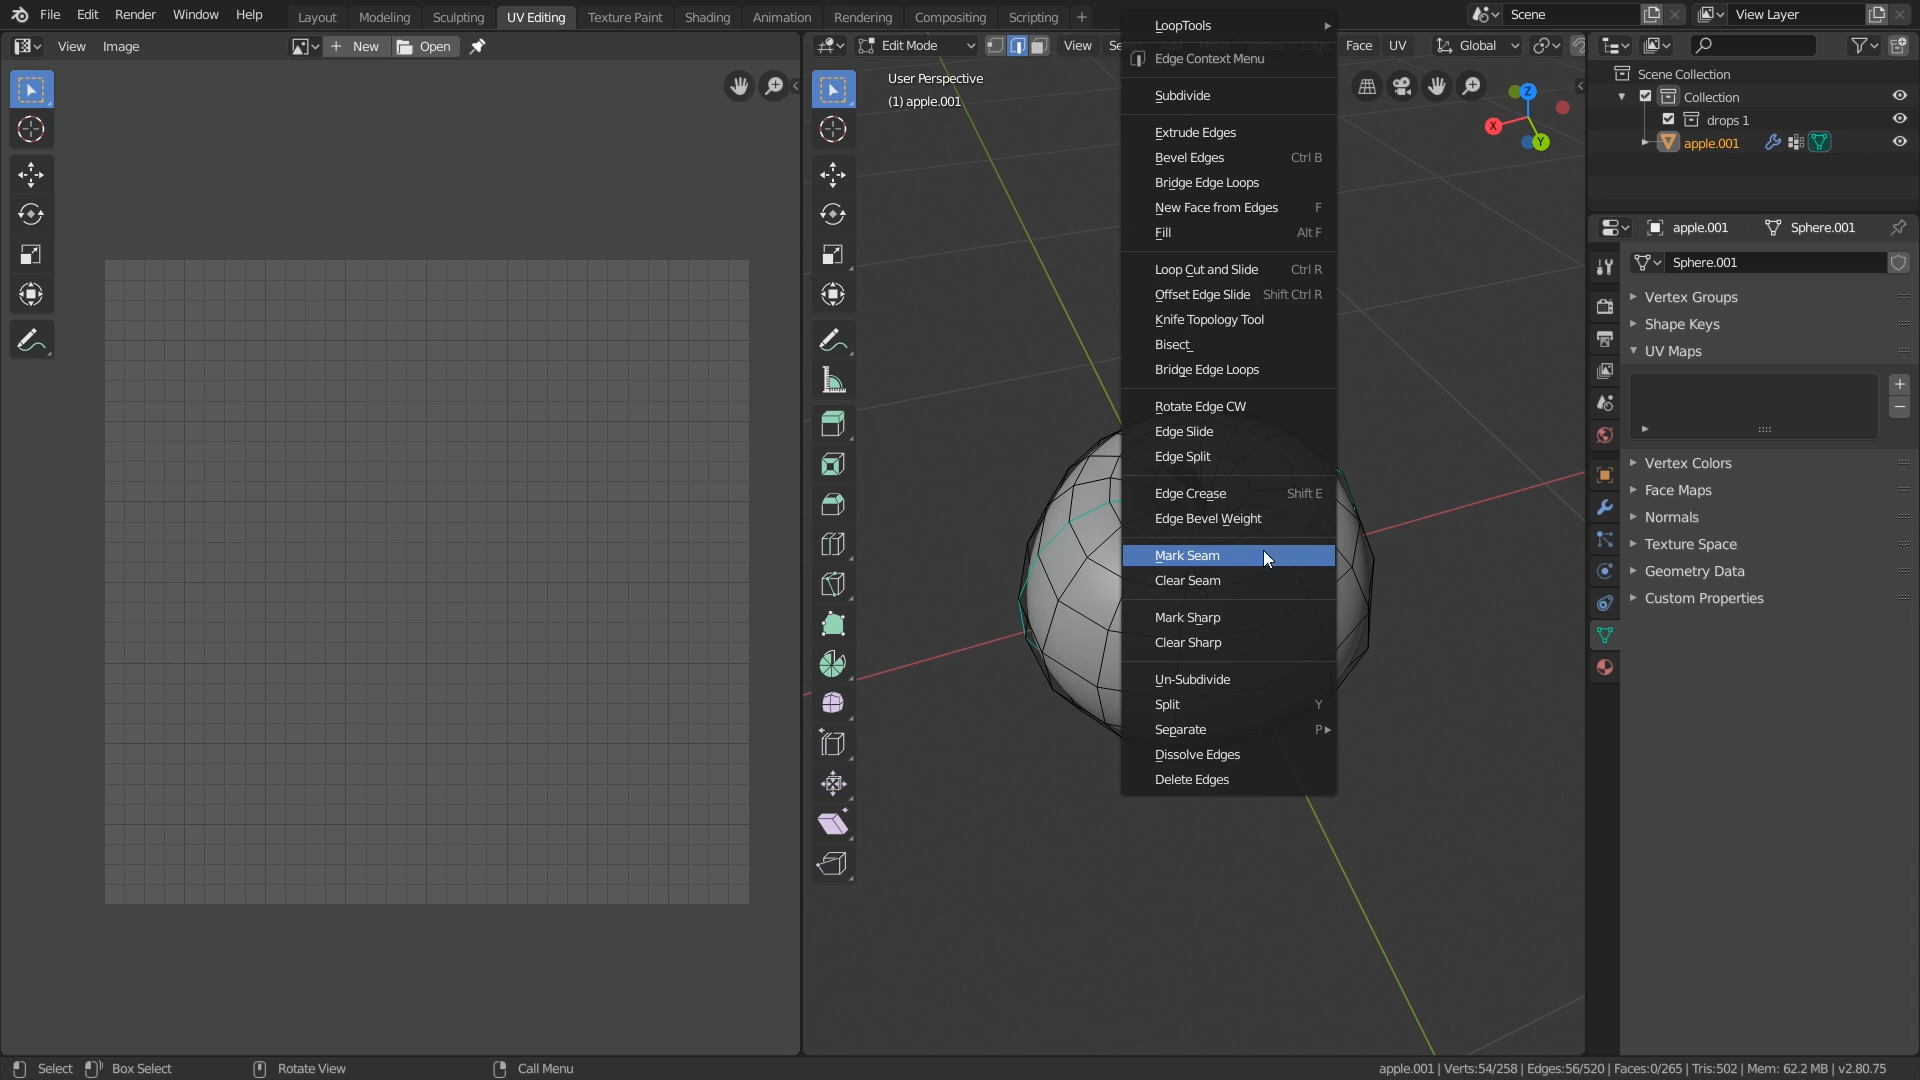 File Edit Render Window Help Layout Modeling Sculpting UV Editing Texture Paint Shading Animation Rendering Compositing Scripting + Scene View Layer
View Image New Open
Edit Mode View Face UV Global
User Perspective
(1) apple.001
LoopTools
Edge Context Menu
Subdivide
Extrude Edges
Bevel Edges Ctrl B
Bridge Edge Loops
New Face from Edges F
Fill Alt F
Loop Cut and Slide Ctrl R
Offset Edge Slide Shift Ctrl R
Knife Topology Tool
Bisect
Bridge Edge Loops
Rotate Edge CW
Edge Slide
Edge Split
Edge Crease Shift E
Edge Bevel Weight
Mark Seam
Clear Seam
Mark Sharp
Clear Sharp
Un-Subdivide
Split Y
Separate P
Dissolve Edges
Delete Edges
Z
X
Y
Scene Collection
Collection
drops 1
apple.001
apple.001 Sphere.001
Sphere.001
Vertex Groups
Shape Keys
UV Maps
Vertex Colors
Face Maps
Normals
Texture Space
Geometry Data
Custom Properties
Select Box Select Rotate View Call Menu apple.001 | Verts:54/258 | Edges:56/520 | Faces:0/265 | Tris:502 | Mem: 62.2 MB | v2.80.75